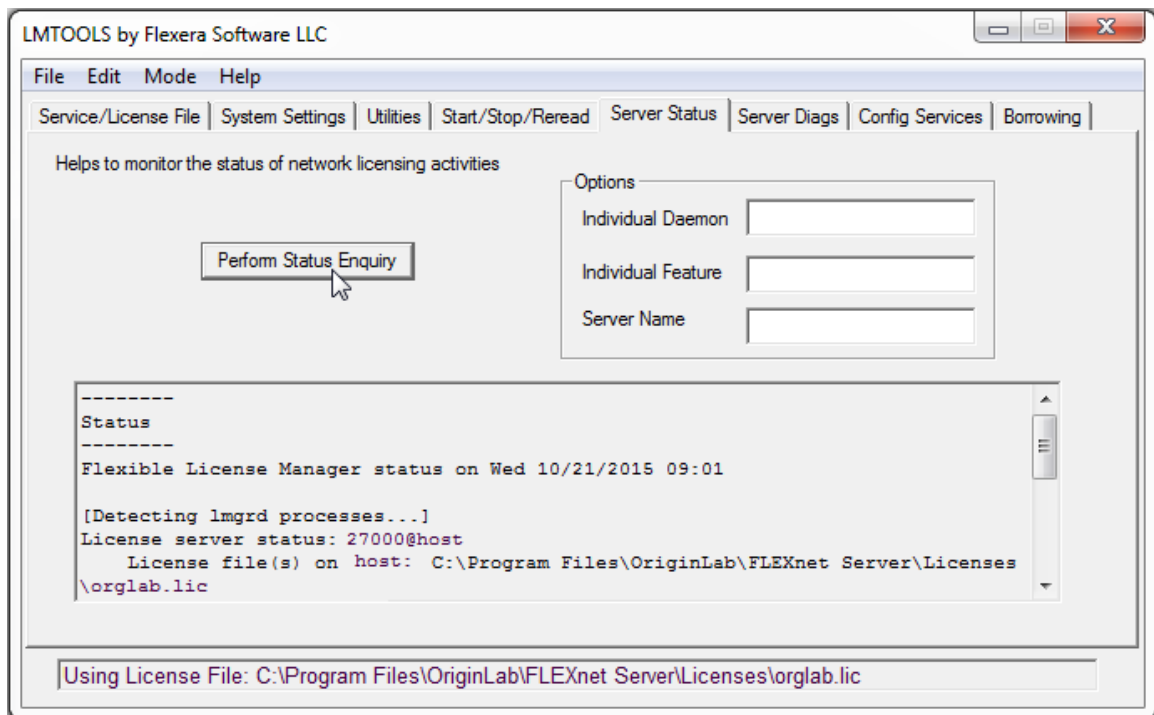 LMTOOLS by Flexera Software LLC
File Edit Mode Help
Service/License File System Settings Utilities Start/Stop/Reread Server Status Server Diags Config Services Borrowing
Helps to monitor the status of network licensing activities
Options
Individual Daemon
Perform Status Enquiry
Individual Feature
Server Name
--------
Status
--------
Flexible License Manager status on Wed 10/21/2015 09:01
[Detecting lmgrd processes...]
License server status: 27000@host
License file(s) on host: C:\Program Files\OriginLab\FLEXnet Server\Licenses
\orglab.lic
Using License File: C:\Program Files\OriginLab\FLEXnet Server\Licenses\orglab.lic